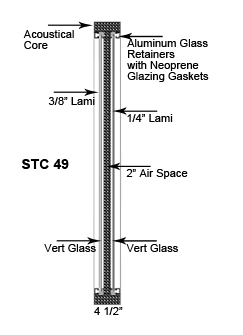 Acoustical
Core
Aluminum Glass
Retainers
with Neoprene
Glazing Gaskets
3/8" Lami
1/4" Lami
STC 49
2" Air Space
Vert Glass
Vert Glass
4 1/2"